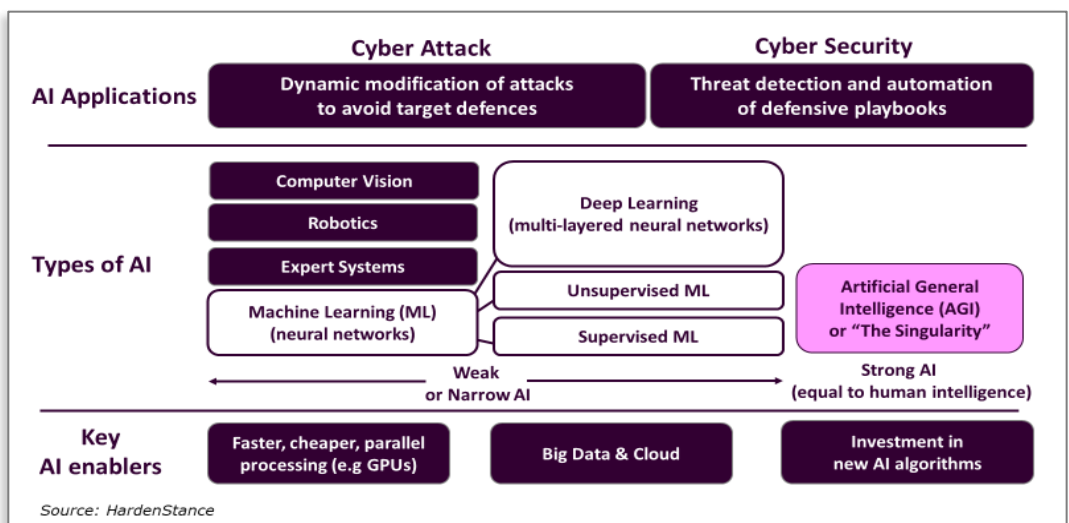 Cyber Attack
Cyber Security
AI Applications
Dynamic modification of attacks
to avoid target defences
Threat detection and automation
of defensive playbooks
Types of AI
Computer Vision
Robotics
Expert Systems
Machine Learning (ML)
(neural networks)
Deep Learning
(multi-layered neural networks)
Unsupervised ML
Supervised ML
Artificial General
Intelligence (AGI)
or “The Singularity”
Weak
or Narrow AI
Strong AI
(equal to human intelligence)
Key
AI enablers
Faster, cheaper, parallel
processing (e.g GPUs)
Big Data & Cloud
Investment in
new AI algorithms
Source: HardenStance